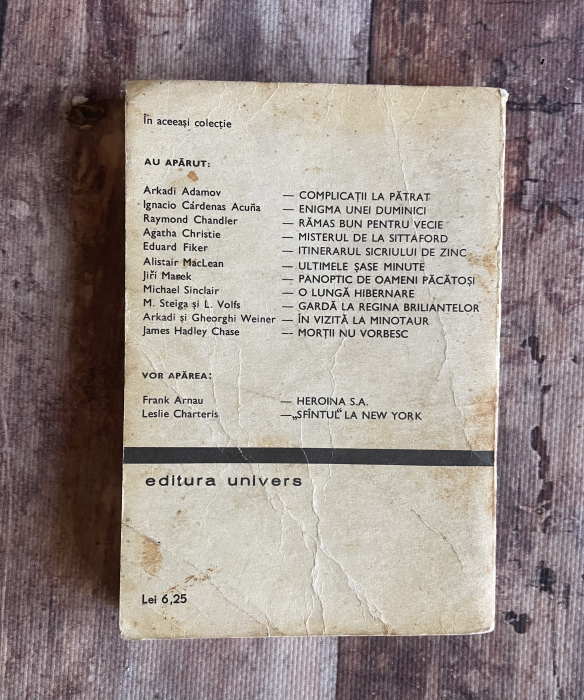 În aceeași colecție
AU APĂRUT:
Arkadi Adamov — COMPLICAȚII LA PĂTRAT
Ignacio Cárdenas Acuña — ENIGMA UNEI DUMINICI
Raymond Chandler — RĂMAS BUN PENTRU VECIE
Agatha Christie — MISTERUL DE LA SITTAFORD
Eduard Fiker — ITINERARUL SICRIULUI DE ZINC
Alistair MacLean — ULTIMELE ȘASE MINUTE
Jiři Marek — PANOPTIC DE OAMENI PĂCĂTOȘI
Michael Sinclair — O LUNGĂ HIBERNARE
M. Steiga și L. Volfs — GARDĂ LA REGINA BRILIANTELOR
Arkadi și Gheorghi Weiner — ÎN VIZITĂ LA MINOTAUR
James Hadley Chase — MORȚII NU VORBESC
VOR APĂREA:
Frank Arnau — HEROINA S.A.
Leslie Charteris — „SFÎNTUL“ LA NEW YORK
editura univers
Lei 6,25